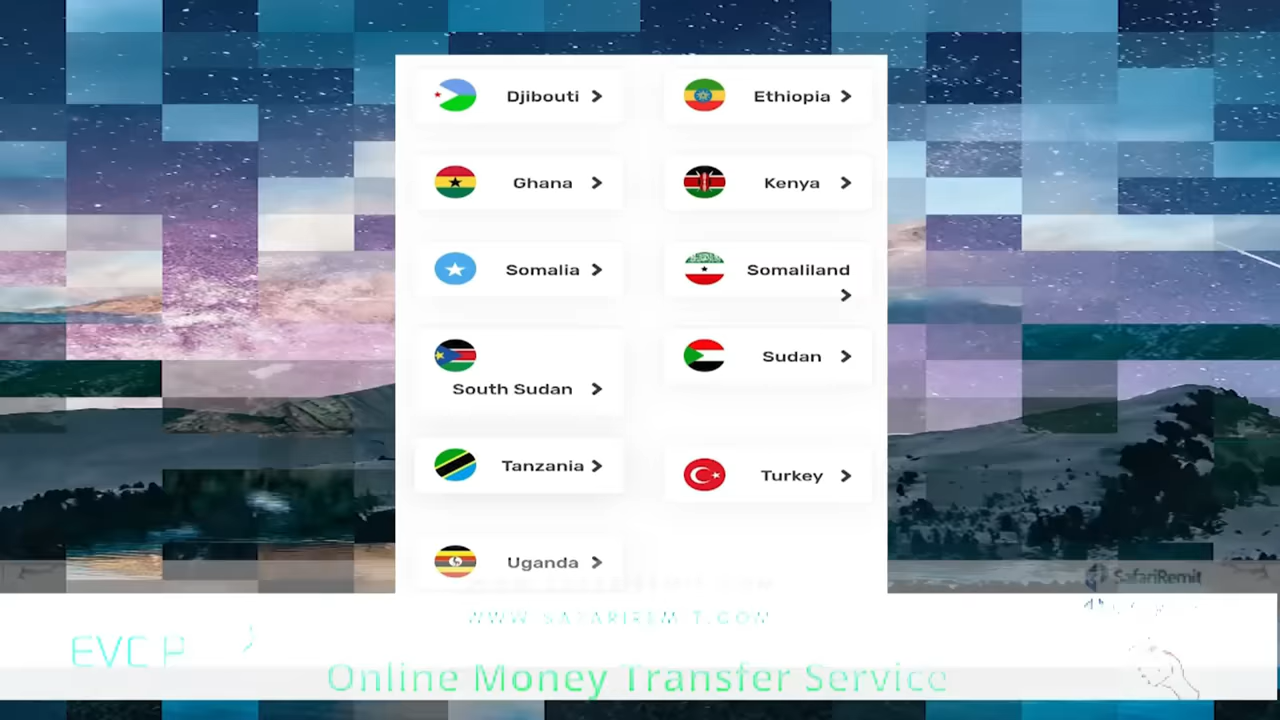 Djibouti
Ethiopia
Ghana
Kenya
Somalia
Somaliland
South Sudan
Sudan
Tanzania
Turkey
Uganda
SafariRemit
WWW.SAFARIREMIT.COM
EVC P
Online Money Transfer Service